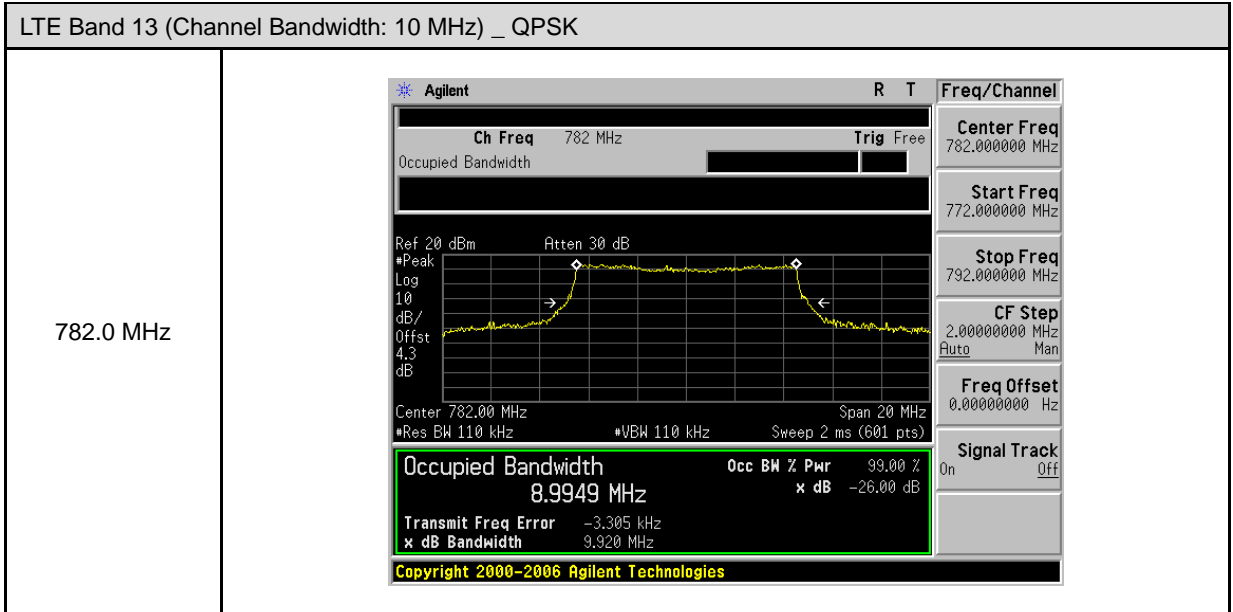 LTE Band 13 (Channel Bandwidth: 10 MHz) _ QPSK
782.0 MHz
Agilent R T
Ch Freq 782 MHz Trig Free
Occupied Bandwidth
Ref 20 dBm Atten 30 dB
#Peak
Log
10
dB/
Offst
4.3
dB
Center 782.00 MHz Span 20 MHz
#Res BW 110 kHz #VBW 110 kHz Sweep 2 ms (601 pts)
Occupied Bandwidth Occ BW % Pwr 99.00 %
8.9949 MHz x dB -26.00 dB
Transmit Freq Error -3.305 kHz
x dB Bandwidth 9.920 MHz
Copyright 2000-2006 Agilent Technologies
Freq/Channel
Center Freq
782.000000 MHz
Start Freq
772.000000 MHz
Stop Freq
792.000000 MHz
CF Step
2.00000000 MHz
Auto Man
Freq Offset
0.00000000 Hz
Signal Track
On Off